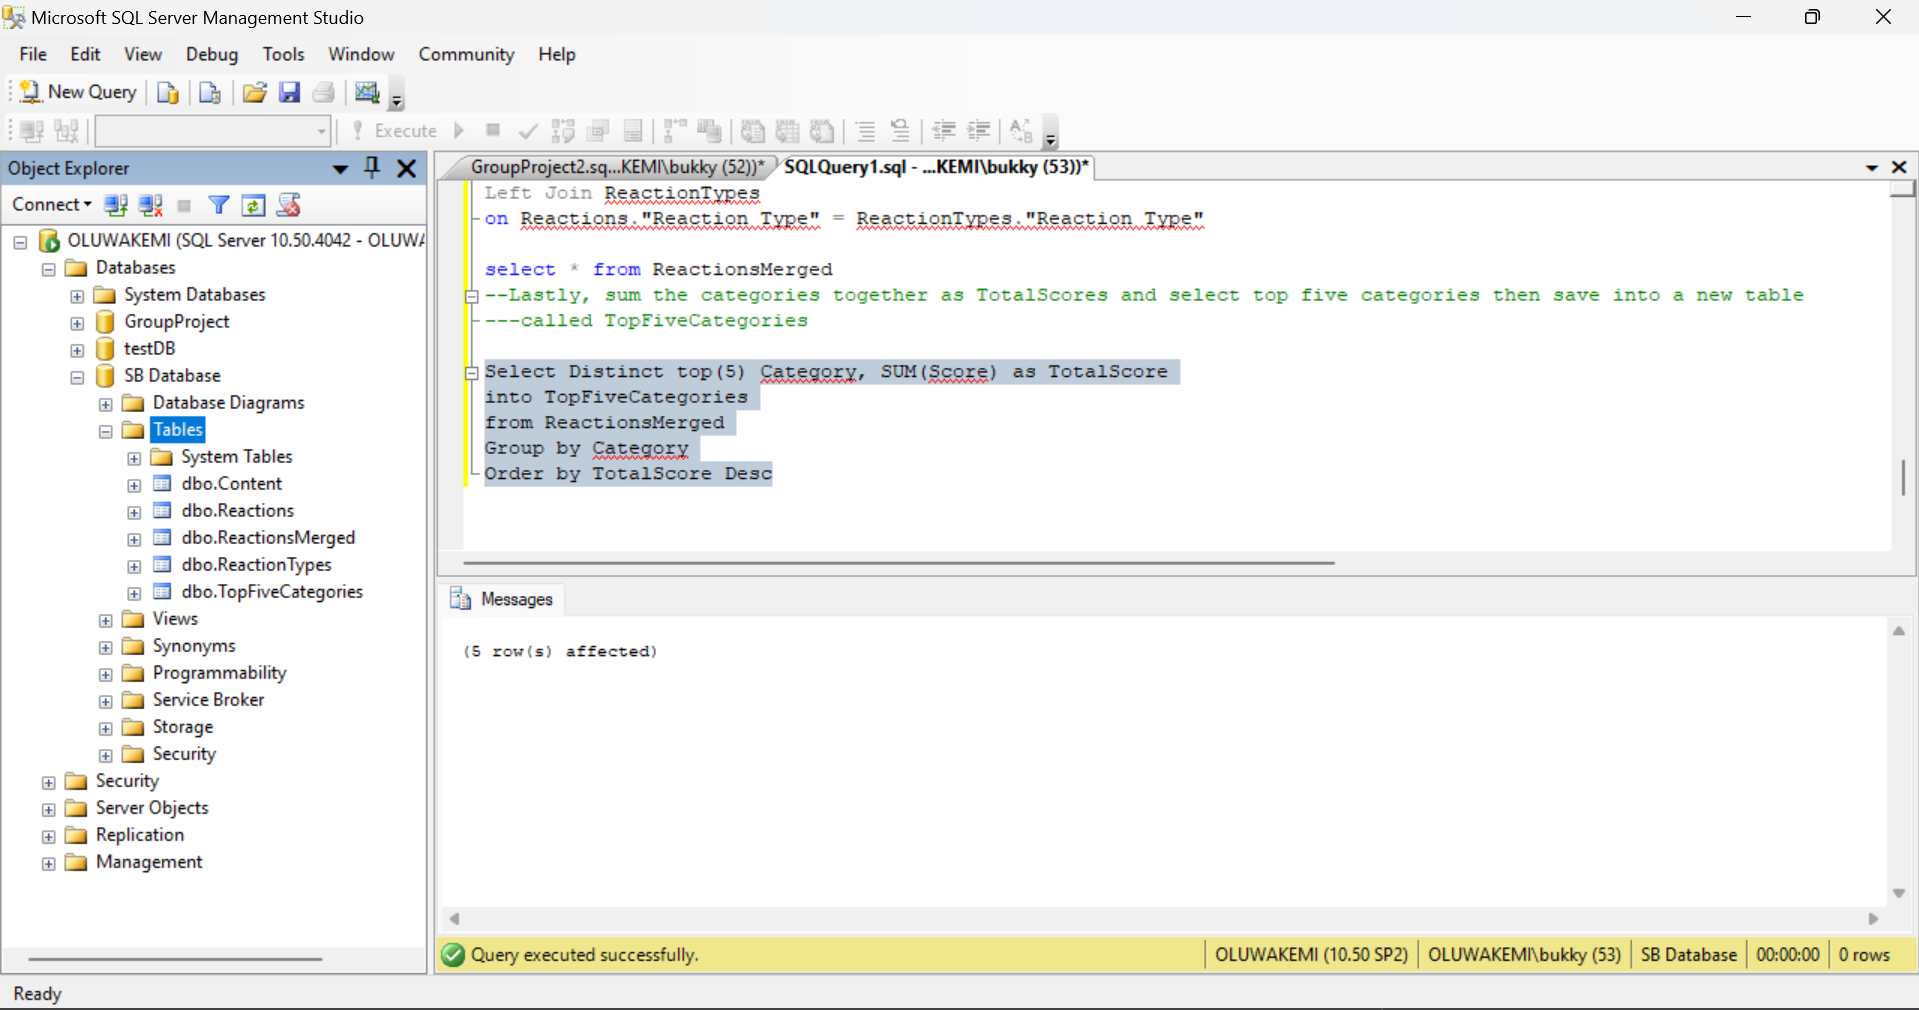 Microsoft SQL Server Management Studio
File Edit View Debug Tools Window Community Help
New Query
Execute
Object Explorer
Connect
OLUWAKEMI (SQL Server 10.50.4042 - OLUWA
Databases
System Databases
GroupProject
testDB
SB Database
Database Diagrams
Tables
System Tables
dbo.Content
dbo.Reactions
dbo.ReactionsMerged
dbo.ReactionTypes
dbo.TopFiveCategories
Views
Synonyms
Programmability
Service Broker
Storage
Security
Security
Server Objects
Replication
Management
GroupProject2.sq...KEMI\bukky (52))* SQLQuery1.sql - ...KEMI\bukky (53))*
Left Join ReactionTypes
on Reactions."Reaction Type" = ReactionTypes."Reaction Type"
select * from ReactionsMerged
--Lastly, sum the categories together as TotalScores and select top five categories then save into a new table
---called TopFiveCategories
Select Distinct top(5) Category, SUM(Score) as TotalScore
into TopFiveCategories
from ReactionsMerged
Group by Category
Order by TotalScore Desc
Messages
(5 row(s) affected)
Query executed successfully. OLUWAKEMI (10.50 SP2) OLUWAKEMI\bukky (53) SB Database 00:00:00 0 rows
Ready